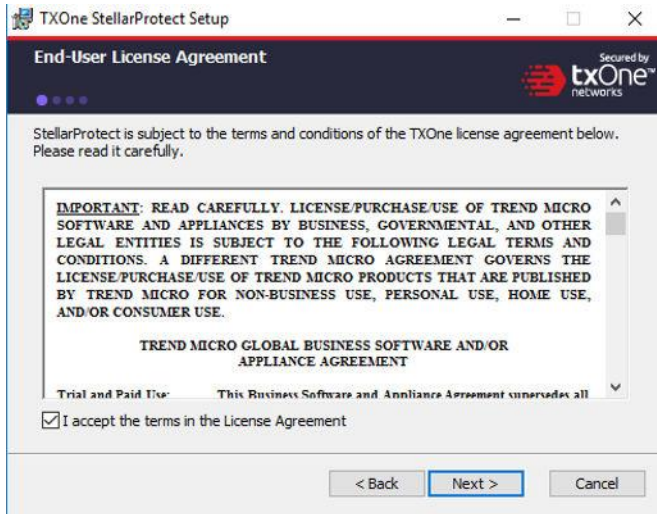 TXOne StellarProtect Setup
End-User License Agreement
Secured by
txOne™
networks
StellarProtect is subject to the terms and conditions of the TXOne license agreement below.
Please read it carefully.
IMPORTANT: READ CAREFULLY. LICENSE/PURCHASE/USE OF TREND MICRO
SOFTWARE AND APPLIANCES BY BUSINESS, GOVERNMENTAL, AND OTHER
LEGAL ENTITIES IS SUBJECT TO THE FOLLOWING LEGAL TERMS AND
CONDITIONS. A DIFFERENT TREND MICRO AGREEMENT GOVERNS THE
LICENSE/PURCHASE/USE OF TREND MICRO PRODUCTS THAT ARE PUBLISHED
BY TREND MICRO FOR NON-BUSINESS USE, PERSONAL USE, HOME USE,
AND/OR CONSUMER USE.
TREND MICRO GLOBAL BUSINESS SOFTWARE AND/OR
APPLIANCE AGREEMENT
Trial and Paid Use: This Business Software and Appliance Agreement supersedes all
I accept the terms in the License Agreement
< Back Next > Cancel